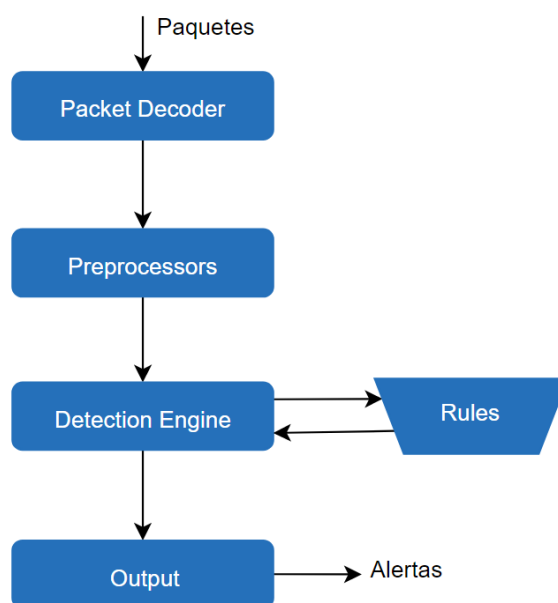 Paquetes
Packet Decoder
Preprocessors
Detection Engine
Rules
Output
Alertas